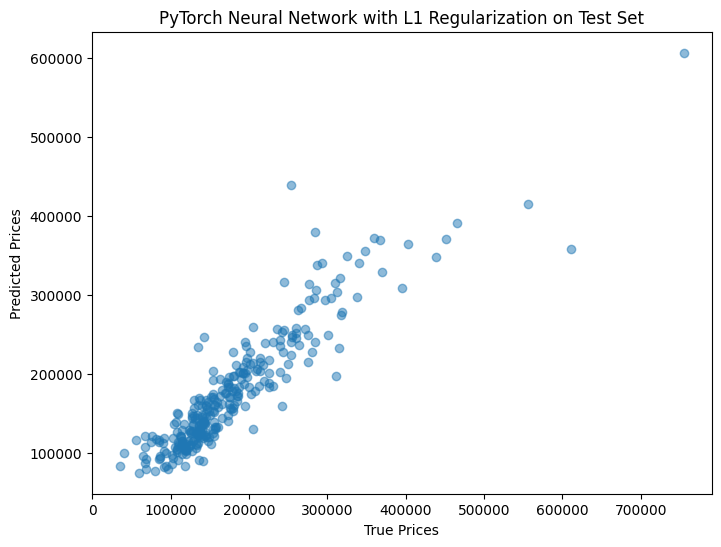 PyTorch Neural Network with L1 Regularization on Test Set
600000
500000
400000
300000
200000
100000
Predicted Prices
0 100000 200000 300000 400000 500000 600000 700000
True Prices